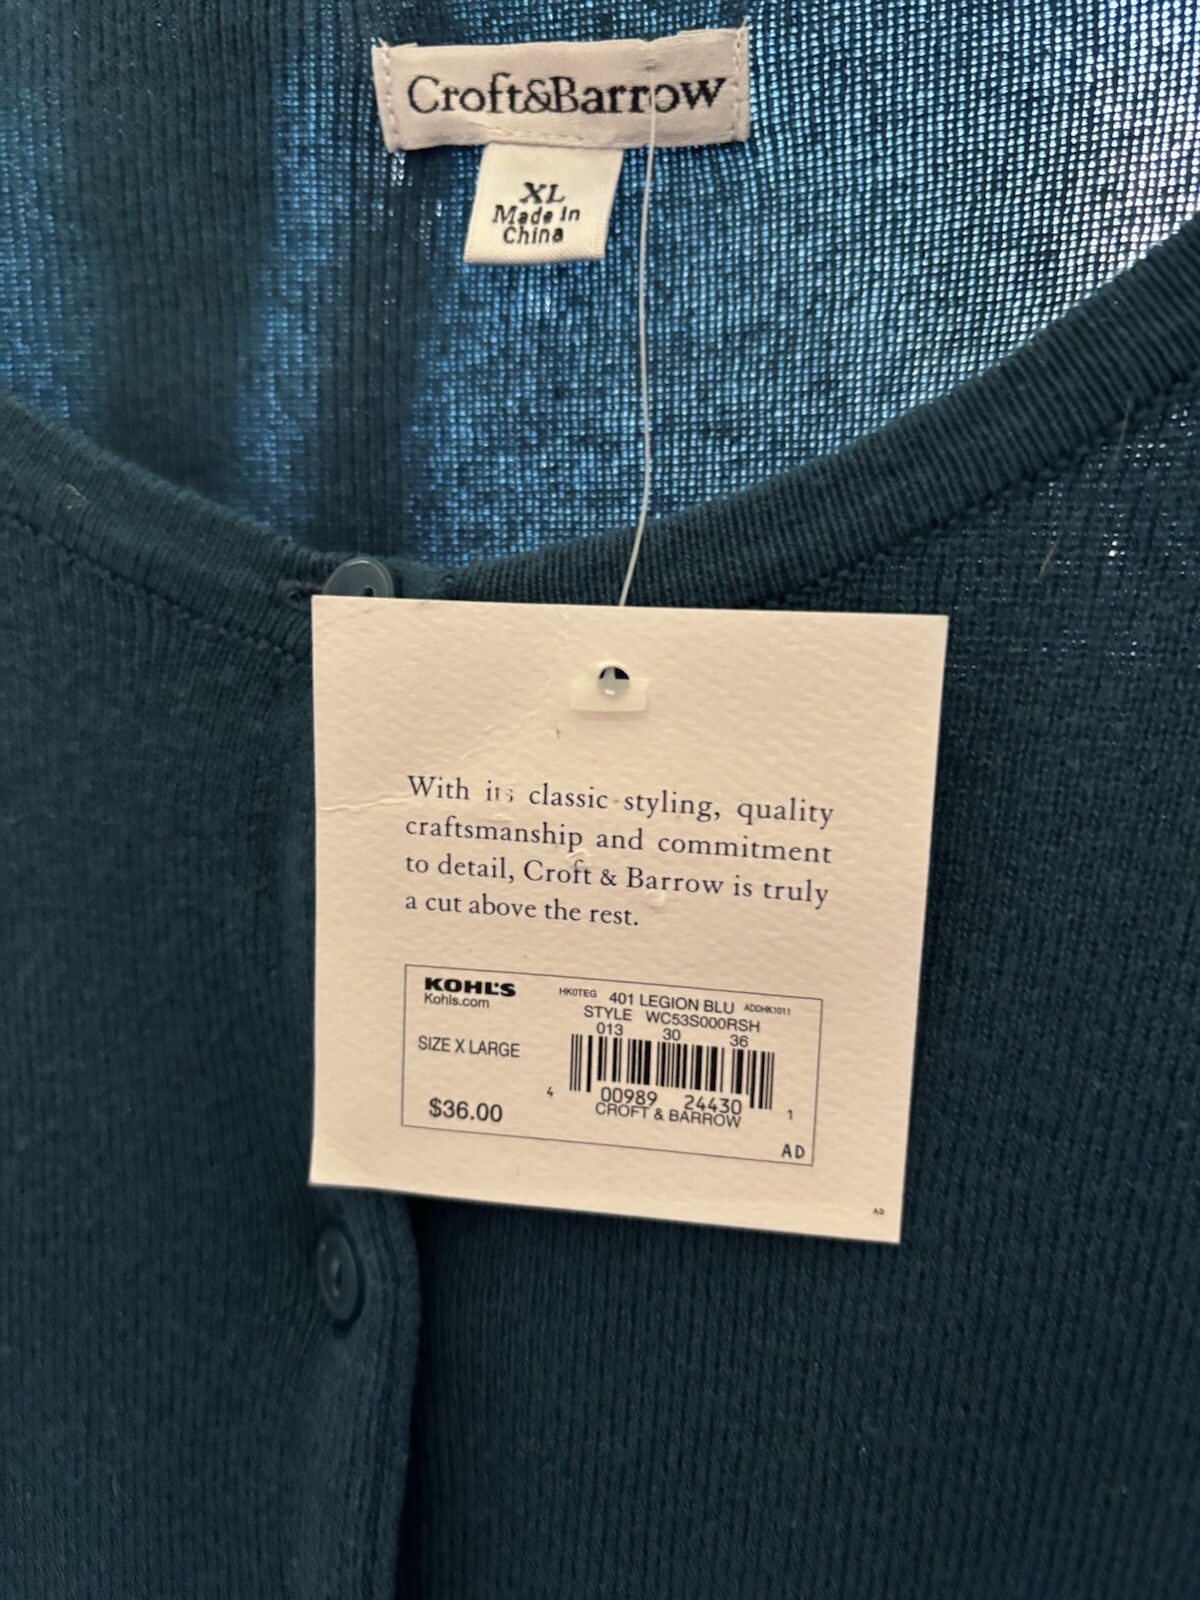 Croft&Barrow
XL
Made in
China
With its classic styling, quality
craftsmanship and commitment
to detail, Croft & Barrow is truly
a cut above the rest.
KOHL'S
Kohls.com
HK0TEG 401 LEGION BLU ADDHK1011
STYLE WC53S000RSH
013 30 36
SIZE X LARGE
4 00989 24430 1
CROFT & BARROW
$36.00
AD
AD